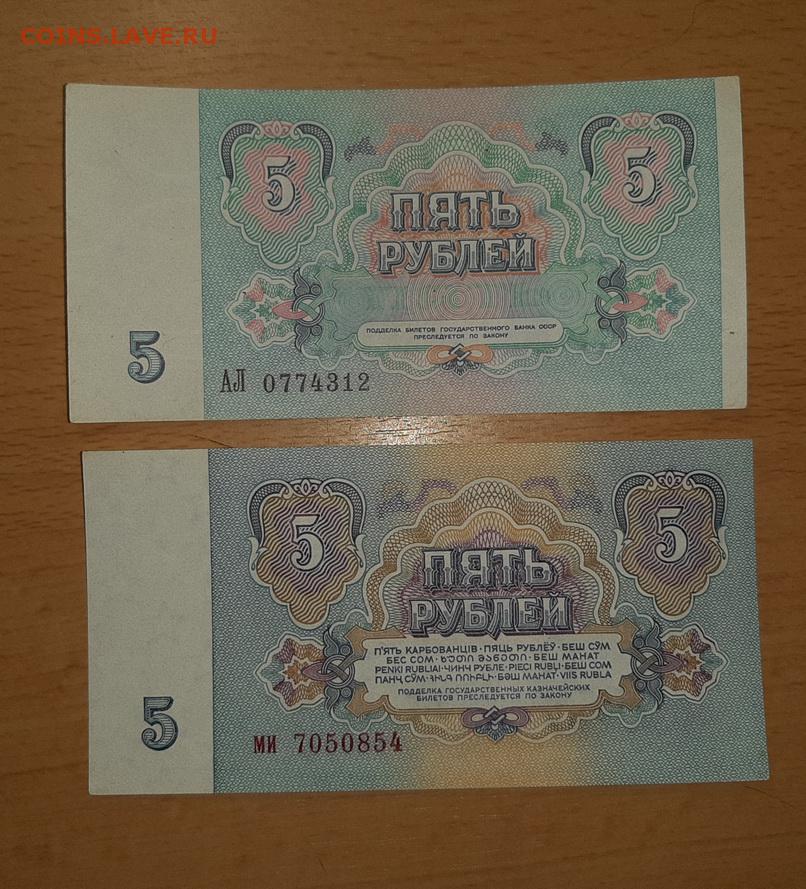 COINS.LAVE.RU
5 5
ПЯТЬ
РУБЛЕЙ
ПОДДЕЛКА БИЛЕТОВ ГОСУДАРСТВЕННОГО БАНКА СССР
ПРЕСЛЕДУЕТСЯ ПО ЗАКОНУ
5
АЛ 0774312
5 5
ПЯТЬ
РУБЛЕЙ
П'ЯТЬ КАРБОВАНЦІВ · ПЯЦЬ РУБЛЁЎ · БЕШ СЎМ
БЕС СОМ · ᲮᲣᲗᲘ ᲛᲐᲜᲔᲗᲘ · БЕШ МАНАТ
PENKI RUBLIAI · ЧИНЧ РУБЛЕ · PIECI RUBĻI · БЕШ СОМ
ПАНҶ СЎМ · ՀԻՆԳ ՌՈՒԲԼԻ · БӘШ МАНАТ · VIIS RUBLA
ПОДДЕЛКА ГОСУДАРСТВЕННЫХ КАЗНАЧЕЙСКИХ
БИЛЕТОВ ПРЕСЛЕДУЕТСЯ ПО ЗАКОНУ
5
ми 7050854